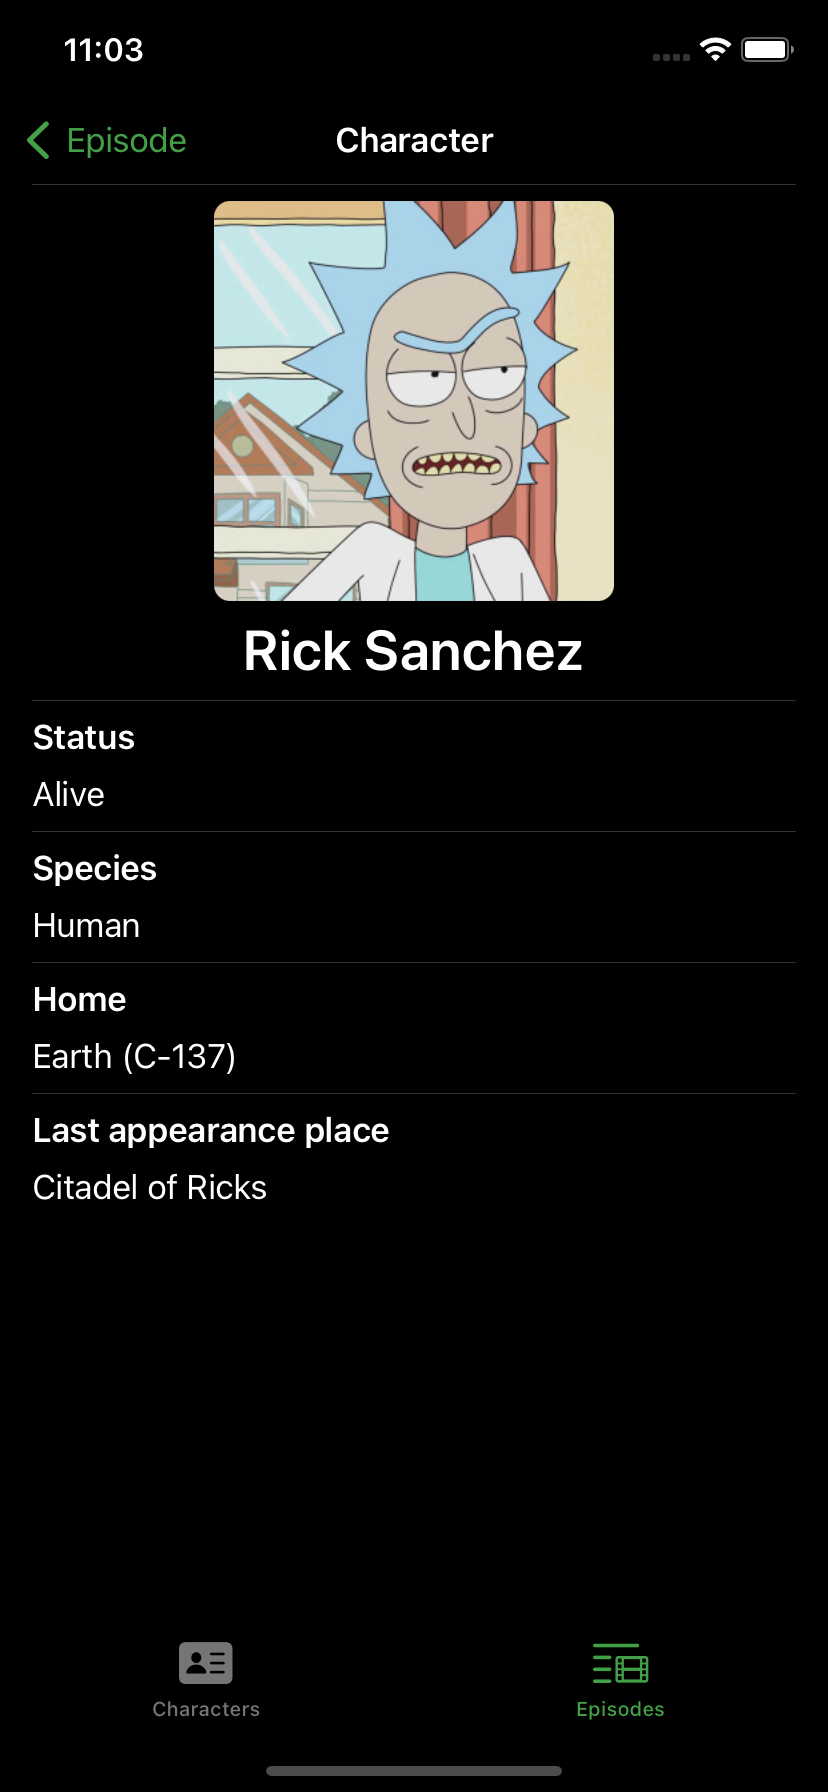 11:03
Episode
Character
Rick Sanchez
Status
Alive
Species
Human
Home
Earth (C-137)
Last appearance place
Citadel of Ricks
Characters
Episodes